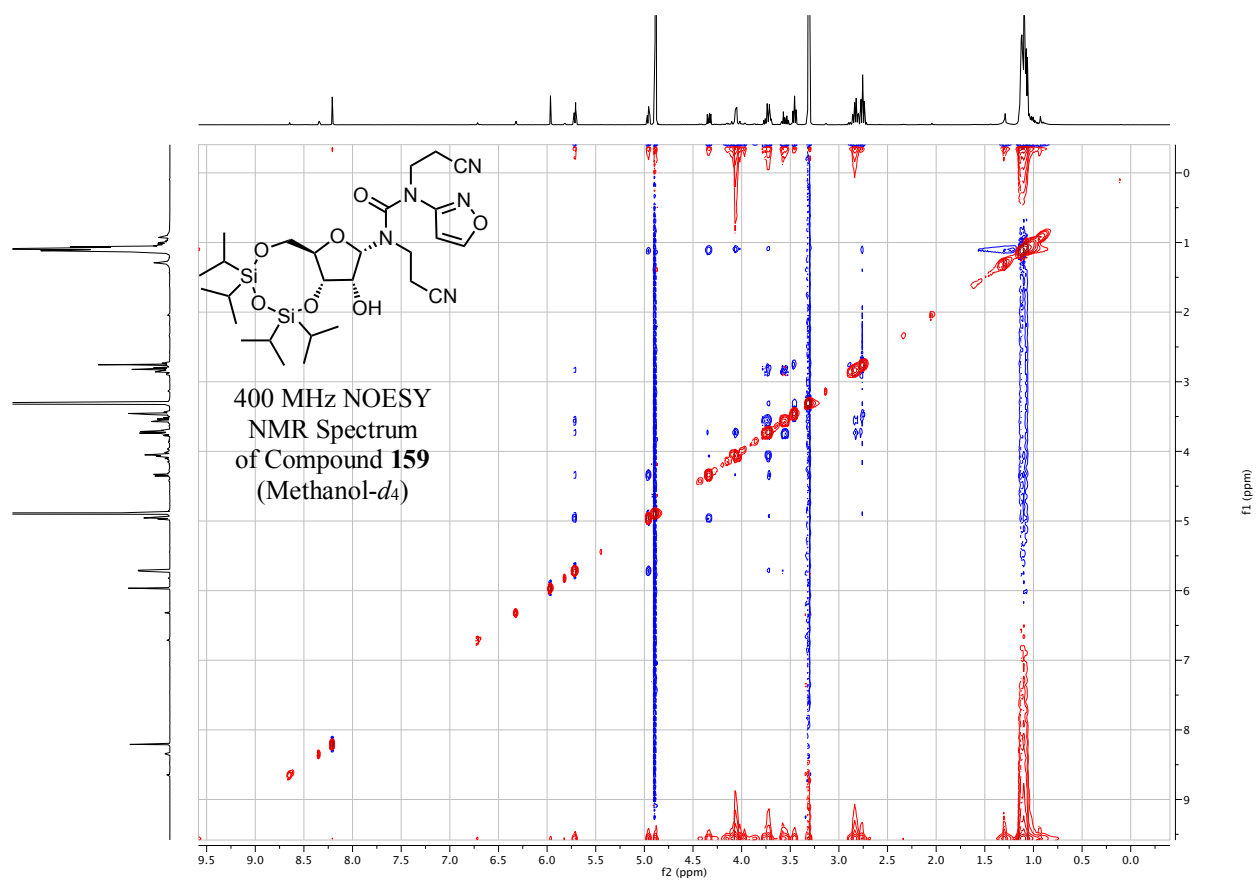 CN
O
N
N
O
O
O
N
Si
CN
O
Si
O
OH
400 MHz NOESY
NMR Spectrum
of Compound 159
(Methanol-d4)
0
1
2
3
4
5
6
7
8
9
f1 (ppm)
9.5 9.0 8.5 8.0 7.5 7.0 6.5 6.0 5.5 5.0 4.5 4.0 3.5 3.0 2.5 2.0 1.5 1.0 0.5 0.0
f2 (ppm)